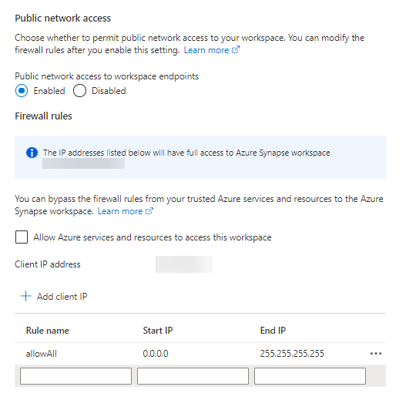 Public network access
Choose whether to permit public network access to your workspace. You can modify the
firewall rules after you enable this setting. Learn more
Public network access to workspace endpoints
Enabled Disabled
Firewall rules
The IP addresses listed below will have full access to Azure Synapse workspace
You can bypass the firewall rules from your trusted Azure services and resources to the Azure
Synapse workspace. Learn more
Allow Azure services and resources to access this workspace
Client IP address
Add client IP
Rule name Start IP End IP
allowAll 0.0.0.0 255.255.255.255